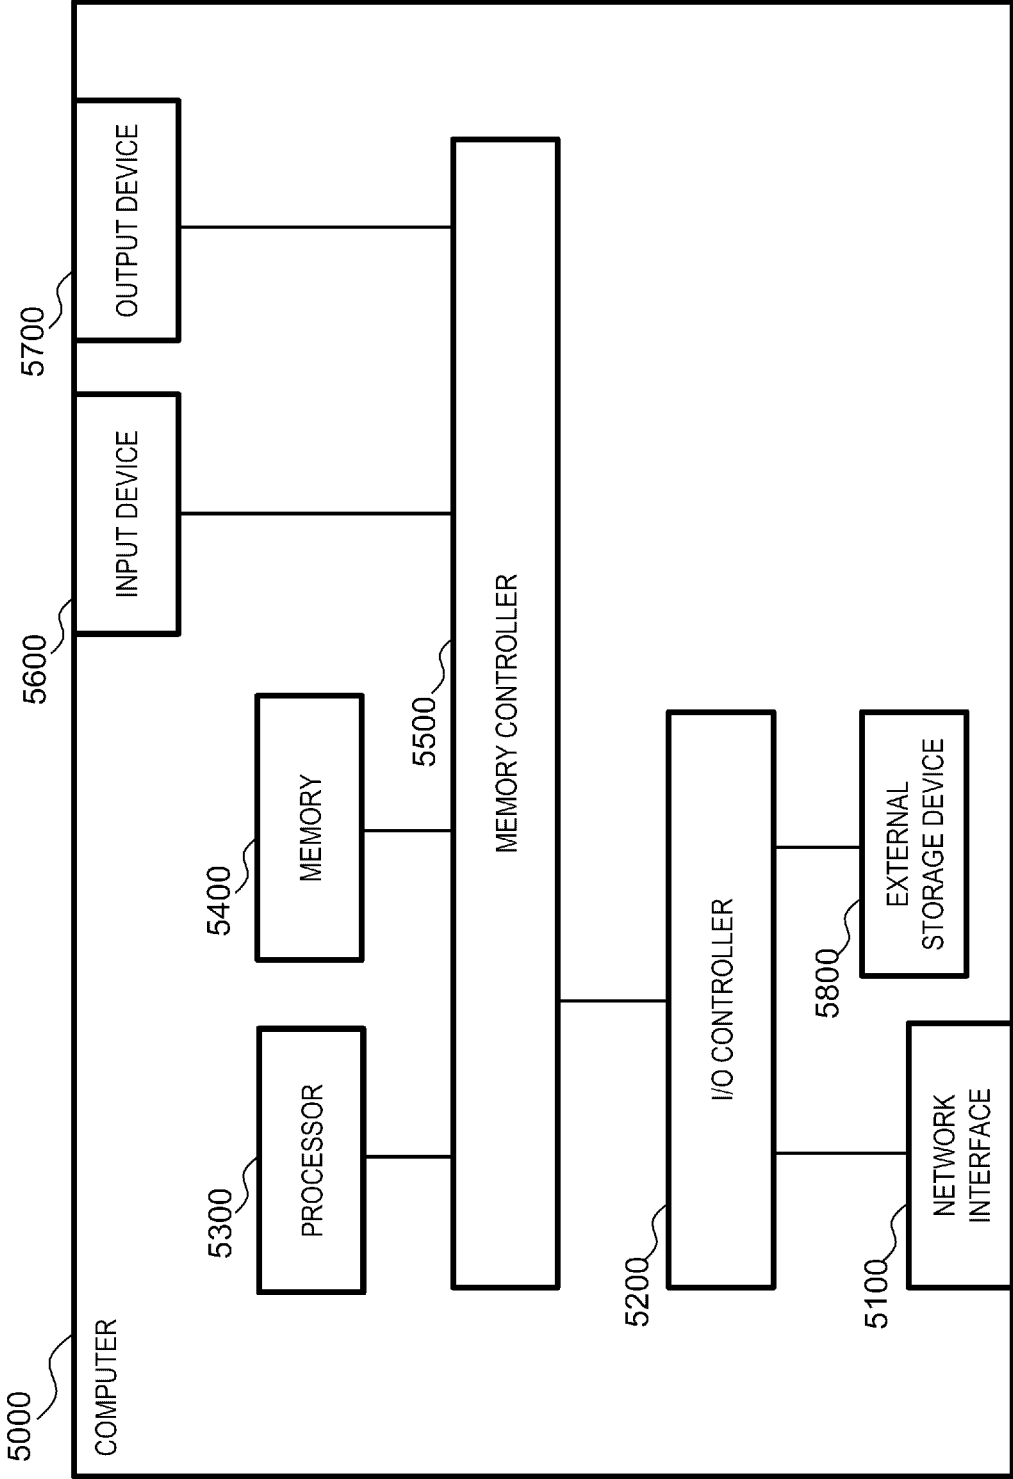 5000
COMPUTER
5300
PROCESSOR
5400
MEMORY
5600
INPUT DEVICE
5700
OUTPUT DEVICE
5500
MEMORY CONTROLLER
5200
I/O CONTROLLER
5100
NETWORK
INTERFACE
5800
EXTERNAL
STORAGE DEVICE